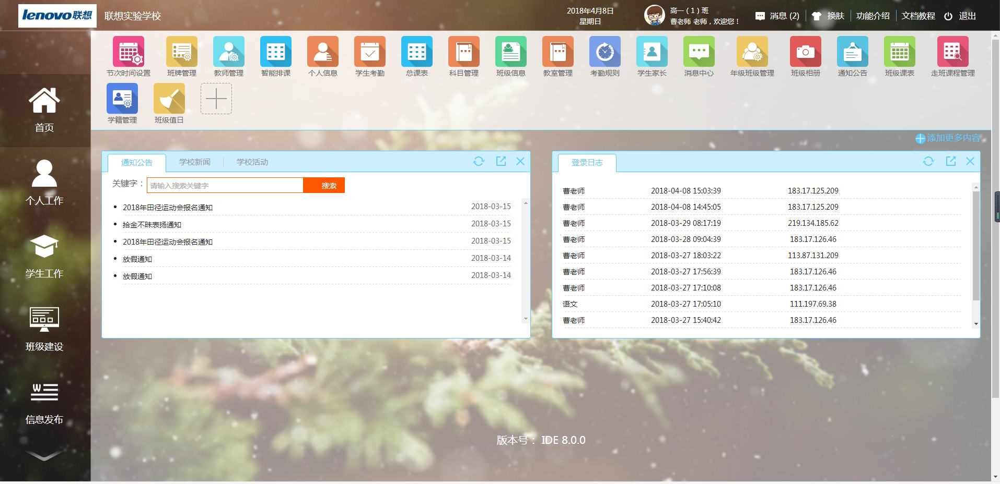 lenovo联想 联想实验学校
2018年4月8日
星期日
高一（1）班
曹老师 老师，欢迎您！
消息 (2) 换肤 功能介绍 文档教程 退出
节次时间设置 班牌管理 教师管理 智能排课 个人信息 学生考勤 总课表 科目管理 班级信息 教室管理 考勤规则 学生家长 消息中心 年级班级管理 班级相册 通知公告 班级课表 走班课程管理
学籍管理 班级值日
首页
个人工作
学生工作
班级建设
W
信息发布
添加更多内容
通知公告 学校新闻 学校活动
关键字： 请输入搜索关键字 搜索
2018年田径运动会报名通知 2018-03-15
拾金不昧表扬通知 2018-03-15
2018年田径运动会报名通知 2018-03-15
放假通知 2018-03-14
放假通知 2018-03-14
登录日志
曹老师 2018-04-08 15:03:39 183.17.125.209
曹老师 2018-04-08 14:45:05 183.17.125.209
曹老师 2018-03-29 08:17:19 219.134.185.62
曹老师 2018-03-28 09:04:39 183.17.126.46
曹老师 2018-03-27 18:03:22 113.87.131.209
曹老师 2018-03-27 17:56:39 183.17.126.46
曹老师 2018-03-27 17:10:08 183.17.126.46
语文 2018-03-27 17:05:10 111.197.69.38
曹老师 2018-03-27 15:40:42 183.17.126.46
版本号： IDE 8.0.0